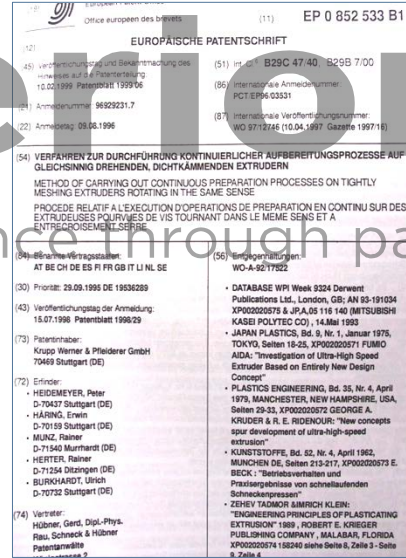 Office européen des brevets
(11) EP 0 852 533 B1
EUROPÄISCHE PATENTSCHRIFT
(12)
(45) Veröffentlichungstag und Bekanntmachung des
Hinweises auf die Patenterteilung:
10.02.1999 Patentblatt 1999/06
(21) Anmeldenummer: 96929231.7
(22) Anmeldetag: 09.08.1996
(51) Int. Cl.6: B29C 47/40, B29B 7/00
(86) Internationale Anmeldenummer:
PCT/EP96/03531
(87) Internationale Veröffentlichungsnummer:
WO 97/12746 (10.04.1997 Gazette 1997/16)
(54) VERFAHREN ZUR DURCHFÜHRUNG KONTINUIERLICHER AUFBEREITUNGSPROZESSE AUF
GLEICHSINNIG DREHENDEN, DICHTKÄMMENDEN EXTRUDERN
METHOD OF CARRYING OUT CONTINUOUS PREPARATION PROCESSES ON TIGHTLY
MESHING EXTRUDERS ROTATING IN THE SAME SENSE
PROCEDE RELATIF A L'EXECUTION D'OPERATIONS DE PREPARATION EN CONTINU SUR DES
EXTRUDEUSES POURVUES DE VIS TOURNANT DANS LE MEME SENS ET A
ENTRECROISEMENT SERRE
nce through pa
(84) Benannte Vertragsstaaten:
AT BE CH DE ES FI FR GB IT LI NL SE
(30) Priorität: 29.09.1995 DE 19536289
(43) Veröffentlichungstag der Anmeldung:
15.07.1998 Patentblatt 1998/29
(73) Patentinhaber:
Krupp Werner & Pfleiderer GmbH
70469 Stuttgart (DE)
(72) Erfinder:
• HEIDEMEYER, Peter
D-70437 Stuttgart (DE)
• HÄRING, Erwin
D-70159 Stuttgart (DE)
• MUNZ, Rainer
D-71540 Murrhardt (DE)
• HERTER, Rainer
D-71254 Ditzingen (DE)
• BURKHARDT, Ulrich
D-70732 Stuttgart (DE)
(74) Vertreter:
Hübner, Gerd, Dipl.-Phys.
Rau, Schneck & Hübner
Patentanwälte
(56) Entgegenhaltungen:
WO-A-92/17522
• DATABASE WPI Week 9324 Derwent
Publications Ltd., London, GB; AN 93-191034
XP002020575 & JP,A,05 116 140 (MITSUBISHI
KASEI POLYTEC CO) , 14.Mai 1993
• JAPAN PLASTICS, Bd. 9, Nr. 1, Januar 1975,
TOKYO, Seiten 18-25, XP002020571 FUMIO
AIDA: "Investigation of Ultra-High Speed
Extruder Based on Entirely New Design
Concept"
• PLASTICS ENGINEERING, Bd. 35, Nr. 4, April
1979, MANCHESTER, NEW HAMPSHIRE, USA,
Seiten 29-33, XP002020572 GEORGE A.
KRUDER & R. E. RIDENOUR: "New concepts
spur development of ultra-high-speed
extrusion"
• KUNSTSTOFFE, Bd. 52, Nr. 4, April 1962,
MUNCHEN DE, Seiten 213-217, XP002020573 E.
BECK : "Betriebsverhalten und
Praxisergebnisse von schnellaufenden
Schneckenpressen"
• ZEHEV TADMOR &IMRICH KLEIN:
"ENGINEERING PRINCIPLES OF PLASTICATING
EXTRUSION" 1989 , ROBERT E. KRIEGER
PUBLISHING COMPANY , MALABAR, FLORIDA
XP002020574 158240 siehe Seite 8, Zeile 3 - Seite
9, Zeile 4